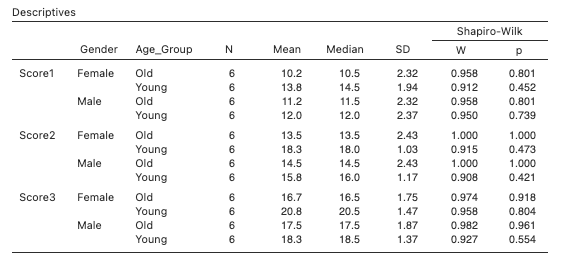 Descriptives
Shapiro-Wilk
Gender Age_Group N Mean Median SD W p
Score1 Female Old 6 10.2 10.5 2.32 0.958 0.801
Young 6 13.8 14.5 1.94 0.912 0.452
Male Old 6 11.2 11.5 2.32 0.958 0.801
Young 6 12.0 12.0 2.37 0.950 0.739
Score2 Female Old 6 13.5 13.5 2.43 1.000 1.000
Young 6 18.3 18.0 1.03 0.915 0.473
Male Old 6 14.5 14.5 2.43 1.000 1.000
Young 6 15.8 16.0 1.17 0.908 0.421
Score3 Female Old 6 16.7 16.5 1.75 0.974 0.918
Young 6 20.8 20.5 1.47 0.958 0.804
Male Old 6 17.5 17.5 1.87 0.982 0.961
Young 6 18.3 18.5 1.37 0.927 0.554